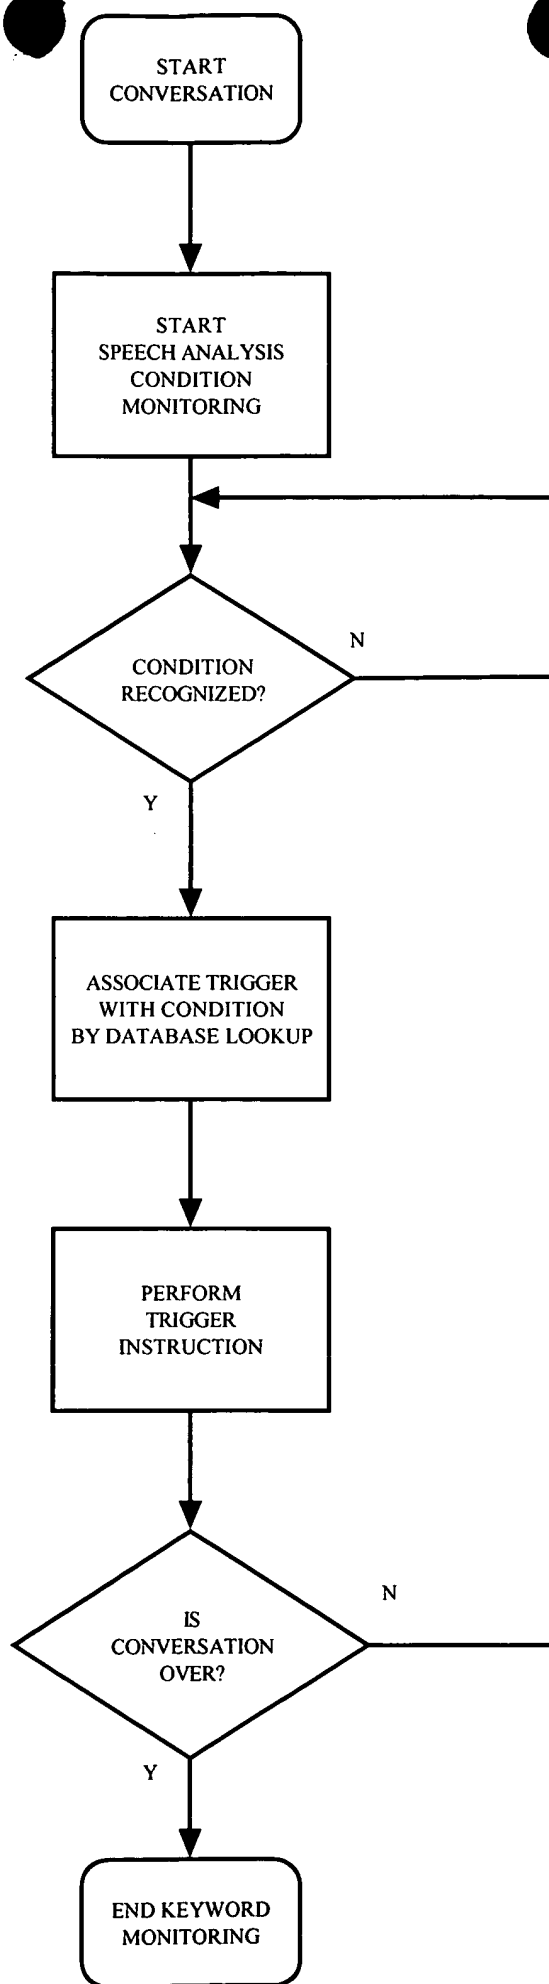 START
CONVERSATION
START
SPEECH ANALYSIS
CONDITION
MONITORING
N
CONDITION
RECOGNIZED?
Y
ASSOCIATE TRIGGER
WITH CONDITION
BY DATABASE LOOKUP
PERFORM
TRIGGER
INSTRUCTION
N
IS
CONVERSATION
OVER?
Y
END KEYWORD
MONITORING